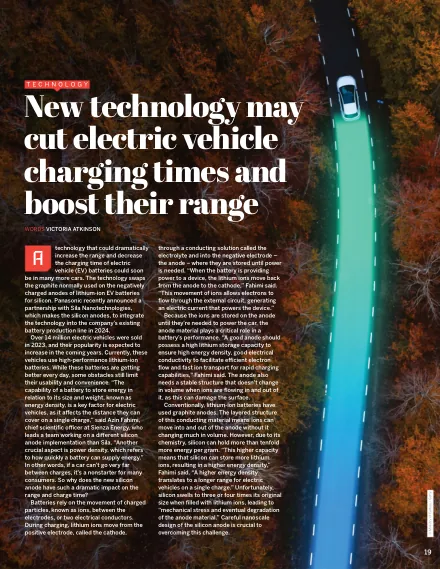 TECHNOLOGY
New technology may
cut electric vehicle
charging times and
boost their range
WORDS VICTORIA ATKINSON
A technology that could dramatically
increase the range and decrease
the charging time of electric
vehicle (EV) batteries could soon
be in many more cars. The technology swaps
the graphite normally used on the negatively
charged anodes of lithium-ion EV batteries
for silicon. Panasonic recently announced a
partnership with Sila Nanotechnologies,
which makes the silicon anodes, to integrate
the technology into the company's existing
battery production line in 2024.
Over 14 million electric vehicles were sold
in 2023, and their popularity is expected to
increase in the coming years. Currently, these
vehicles use high-performance lithium-ion
batteries. While these batteries are getting
better every day, some obstacles still limit
their usability and convenience. "The
capability of a battery to store energy in
relation to its size and weight, known as
energy density, is a key factor for electric
vehicles, as it affects the distance they can
cover on a single charge," said Azin Fahimi,
chief scientific officer at Sienza Energy, who
leads a team working on a different silicon
anode implementation than Sila. "Another
crucial aspect is power density, which refers
to how quickly a battery can supply energy."
In other words, if a car can't go very far
between charges, it's a nonstarter for many
consumers. So why does the new silicon
anode have such a dramatic impact on the
range and charge time?
Batteries rely on the movement of charged
particles, known as ions, between the
electrodes, or two electrical conductors.
During charging, lithium ions move from the
positive electrode, called the cathode,
through a conducting solution called the
electrolyte and into the negative electrode –
the anode – where they are stored until power
is needed. "When the battery is providing
power to a device, the lithium ions move back
from the anode to the cathode," Fahimi said.
"This movement of ions allows electrons to
flow through the external circuit, generating
an electric current that powers the device."
Because the ions are stored on the anode
until they're needed to power the car, the
anode material plays a critical role in a
battery's performance. "A good anode should
possess a high lithium storage capacity to
ensure high energy density, good electrical
conductivity to facilitate efficient electron
flow and fast ion transport for rapid charging
capabilities," Fahimi said. The anode also
needs a stable structure that doesn't change
in volume when ions are flowing in and out of
it, as this can damage the surface.
Conventionally, lithium-ion batteries have
used graphite anodes. The layered structure
of this conducting material means ions can
move into and out of the anode without it
changing much in volume. However, due to its
chemistry, silicon can hold more than tenfold
more energy per gram. "This higher capacity
means that silicon can store more lithium
ions, resulting in a higher energy density,"
Fahimi said. "A higher energy density
translates to a longer range for electric
vehicles on a single charge." Unfortunately,
silicon swells to three or four times its original
size when filled with lithium ions, leading to
"mechanical stress and eventual degradation
of the anode material." Careful nanoscale
design of the silicon anode is crucial to
overcoming this challenge.
19